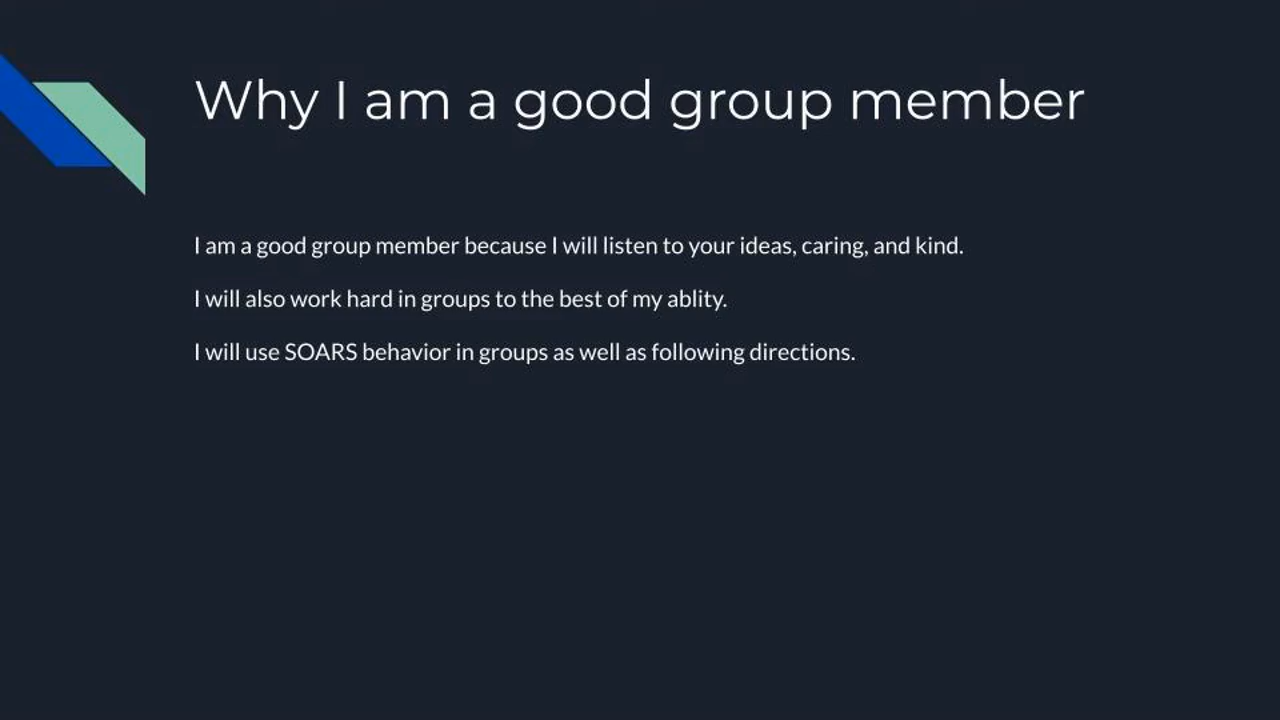 Why I am a good group member
I am a good group member because I will listen to your ideas, caring, and kind.
I will also work hard in groups to the best of my ablity.
I will use SOARS behavior in groups as well as following directions.